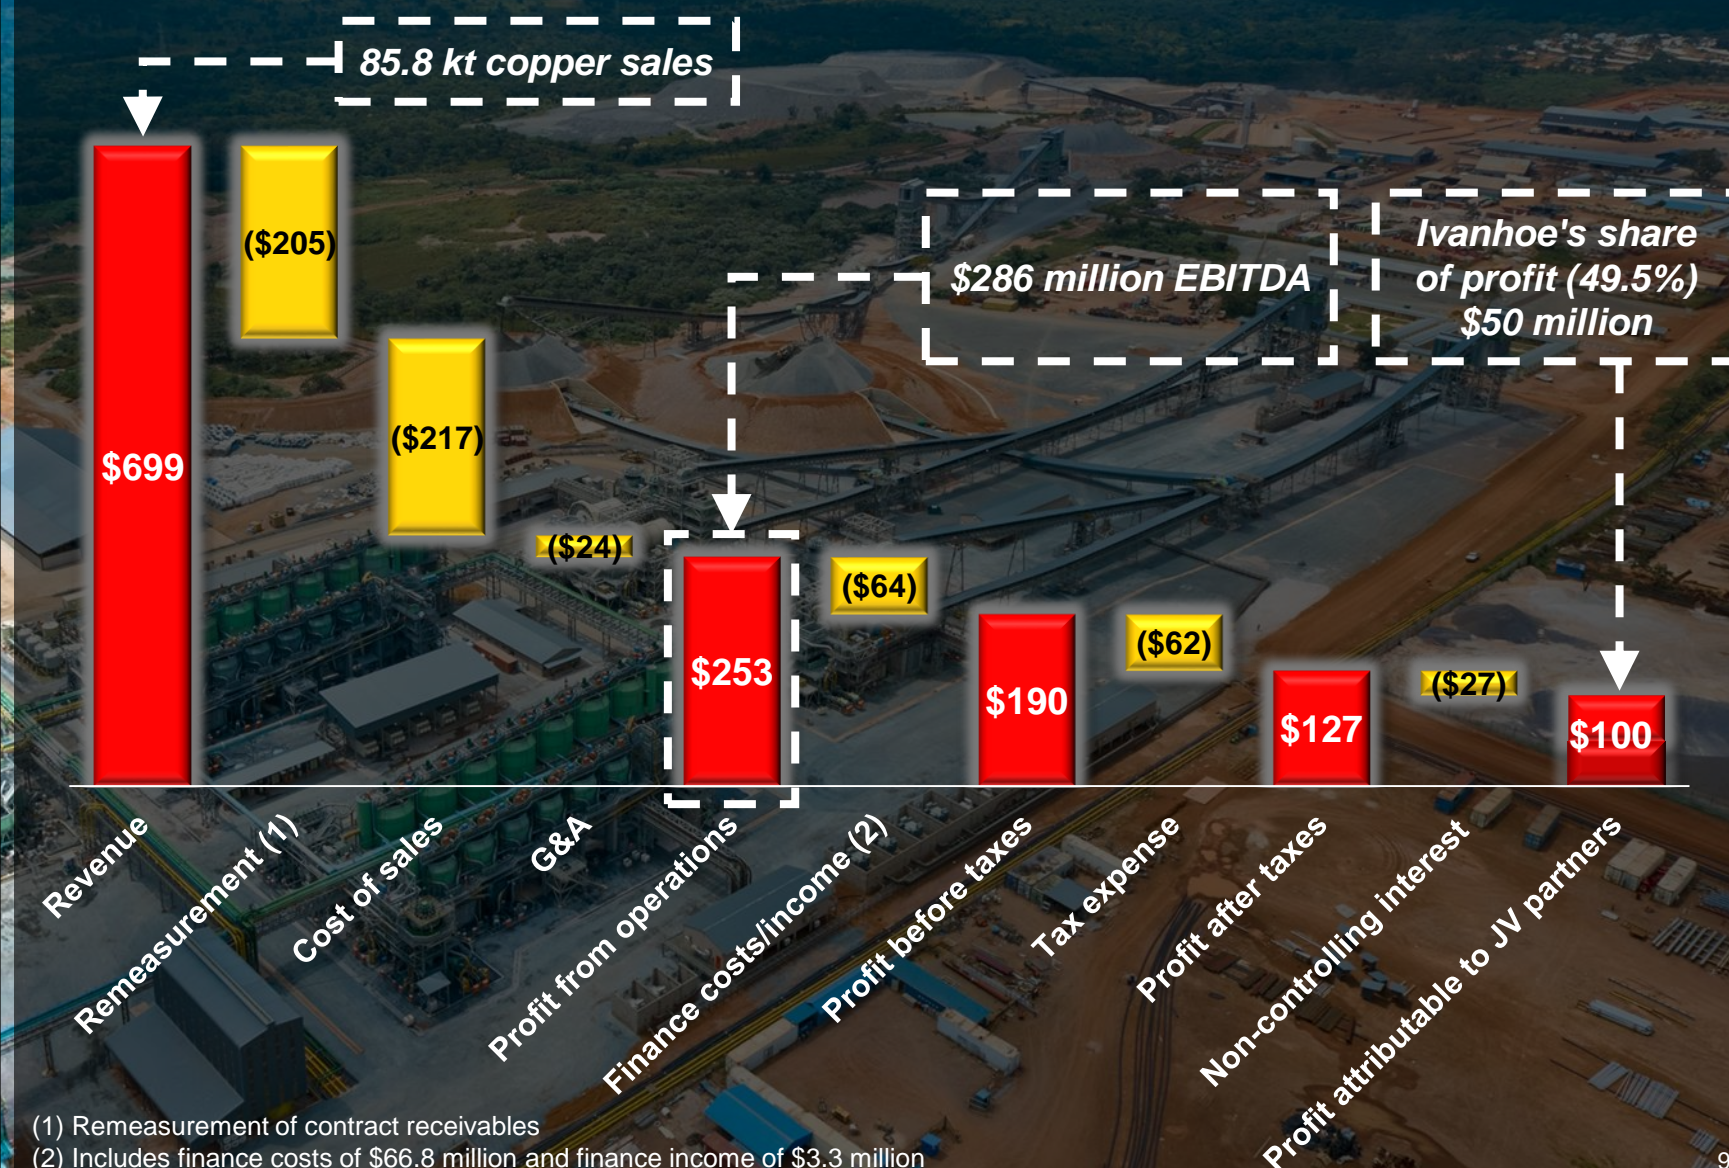 85.8 kt copper sales
Ivanhoe's share
of profit (49.5%)
$50 million
$286 million EBITDA
$699
($205)
($217)
($24)
$253
($64)
$190
($62)
$127
($27)
$100
Revenue
Remeasurement (1)
Cost of sales
G&A
Profit from operations
Finance costs/income (2)
Profit before taxes
Tax expense
Profit after taxes
Non-controlling interest
Profit attributable to JV partners
(1) Remeasurement of contract receivables
(2) Includes finance costs of $66.8 million and finance income of $3.3 million